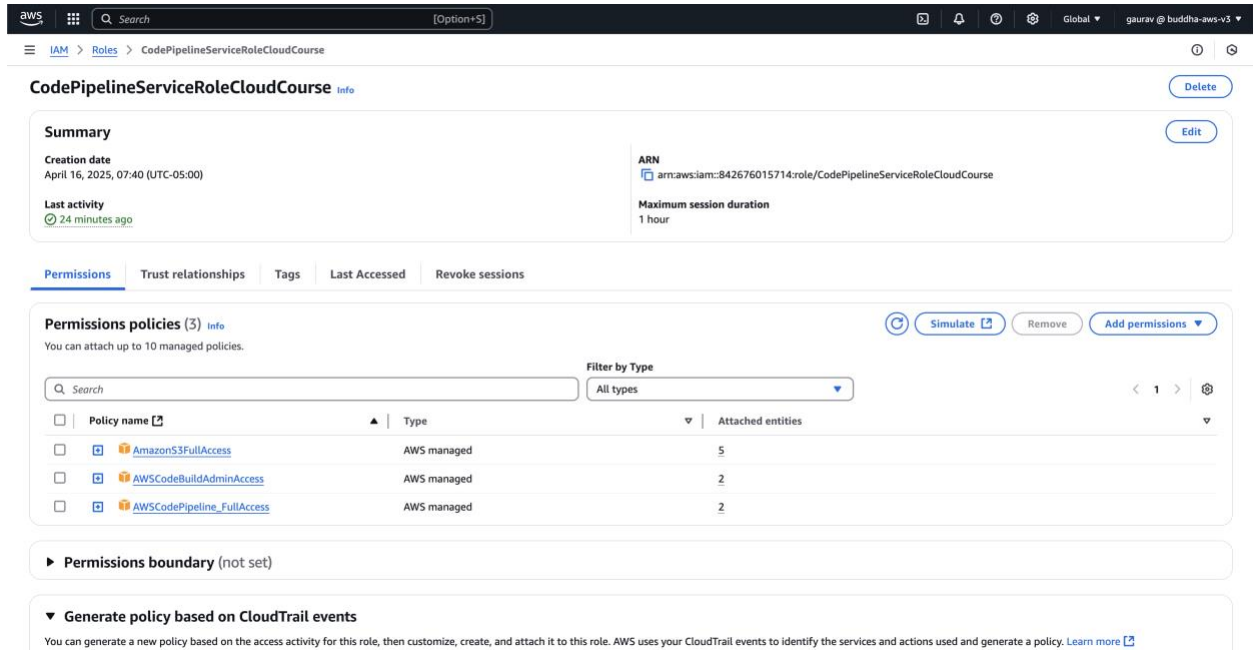 aws
Search [Option+S] Global ▼ gaurav @ buddha-aws-v3 ▼
IAM > Roles > CodePipelineServiceRoleCloudCourse
CodePipelineServiceRoleCloudCourse Info
Delete
Summary
Edit
Creation date
April 16, 2025, 07:40 (UTC-05:00)
ARN
arn:aws:iam::842676015714:role/CodePipelineServiceRoleCloudCourse
Last activity
24 minutes ago
Maximum session duration
1 hour
Permissions Trust relationships Tags Last Accessed Revoke sessions
Permissions policies (3) Info
Simulate Remove Add permissions ▼
You can attach up to 10 managed policies.
Filter by Type
Search All types < 1 >
Policy name Type Attached entities
AmazonS3FullAccess AWS managed 5
AWSCodeBuildAdminAccess AWS managed 2
AWSCodePipeline_FullAccess AWS managed 2
Permissions boundary (not set)
Generate policy based on CloudTrail events
You can generate a new policy based on the access activity for this role, then customize, create, and attach it to this role. AWS uses your CloudTrail events to identify the services and actions used and generate a policy. Learn more